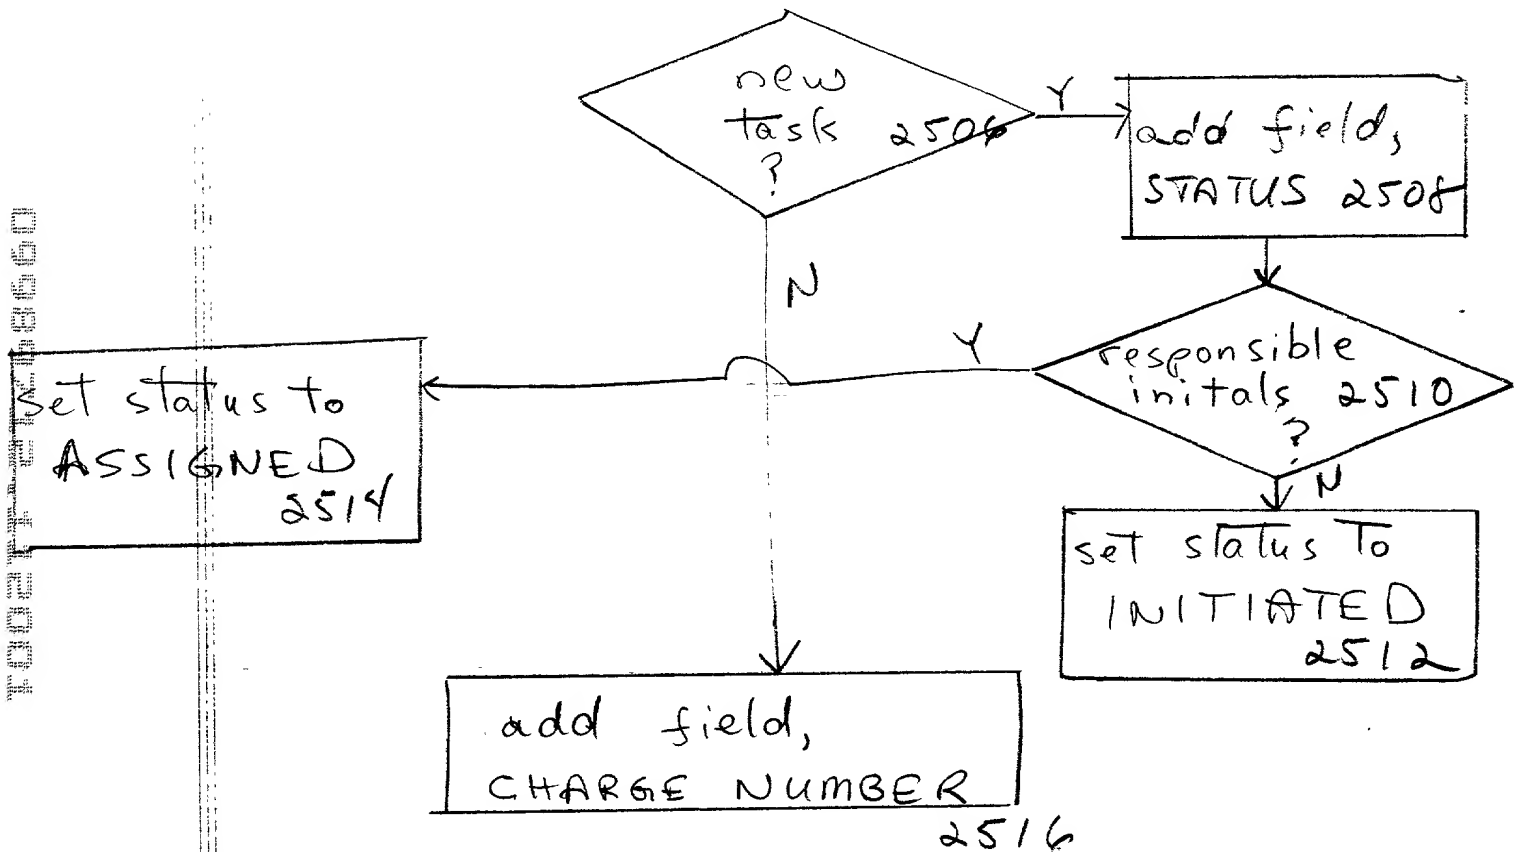 new
task 2506
?
Y
add field,
STATUS 2508
N
Y
responsible
initals 2510
?
N
set status to
ASSIGNED
2514
set status to
INITIATED
2512
add field,
CHARGE NUMBER
2516